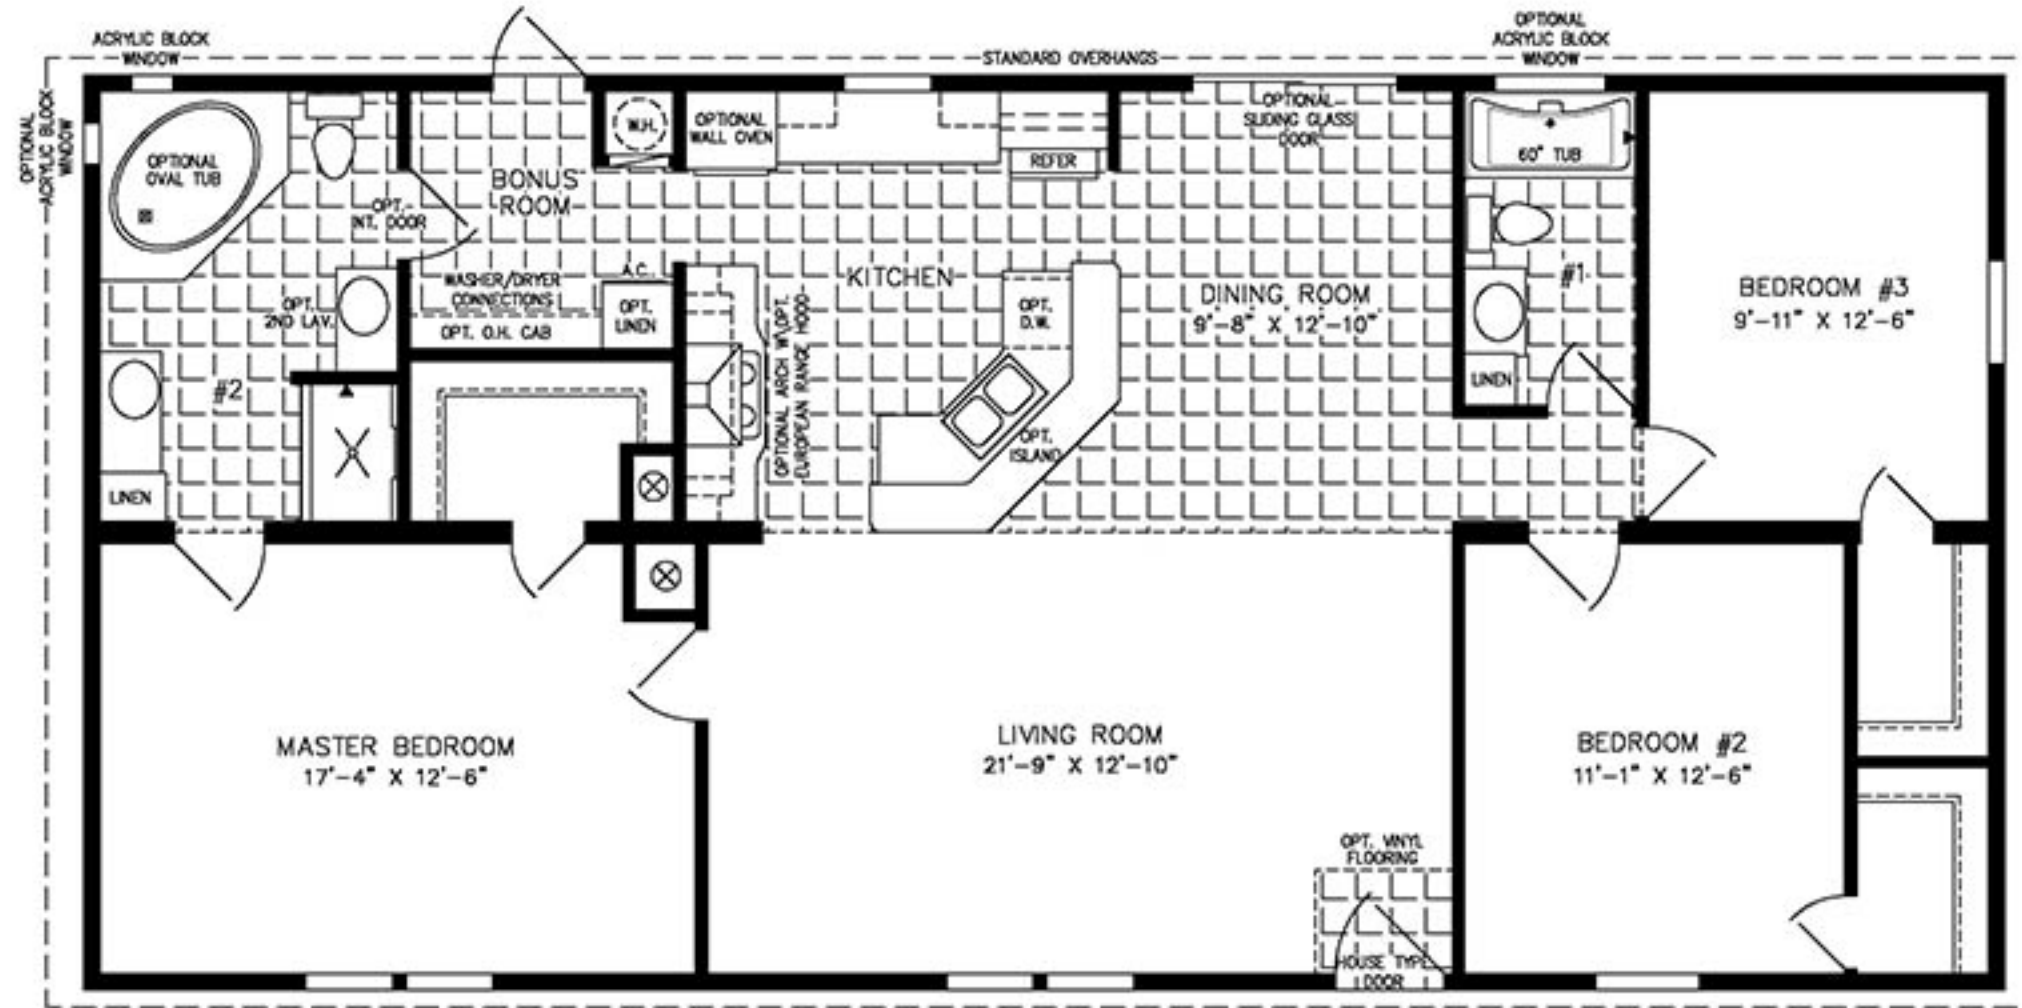 ACRYLIC BLOCK
WINDOW
OPTIONAL
ACRYLIC BLOCK
WINDOW
STANDARD OVERHANGS
OPTIONAL
ACRYLIC BLOCK
WINDOW
OPTIONAL
OVAL TUB
OPT.
INT. DOOR
BONUS
ROOM
W.H.
OPTIONAL
WALL OVEN
REFER
OPTIONAL
SLIDING GLASS
DOOR
60" TUB
WASHER/DRYER
CONNECTIONS
OPT. O.H. CAB
A.C.
OPT.
LINEN
OPT.
2ND LAV.
#2
LINEN
KITCHEN
OPTIONAL ARCH W\OPT.
EUROPEAN RANGE HOOD
OPT.
D.W.
OPT.
ISLAND
DINING ROOM
9'-8" X 12'-10"
#1
LINEN
BEDROOM #3
9'-11" X 12'-6"
MASTER BEDROOM
17'-4" X 12'-6"
LIVING ROOM
21'-9" X 12'-10"
BEDROOM #2
11'-1" X 12'-6"
OPT. VINYL
FLOORING
HOUSE TYPE
DOOR